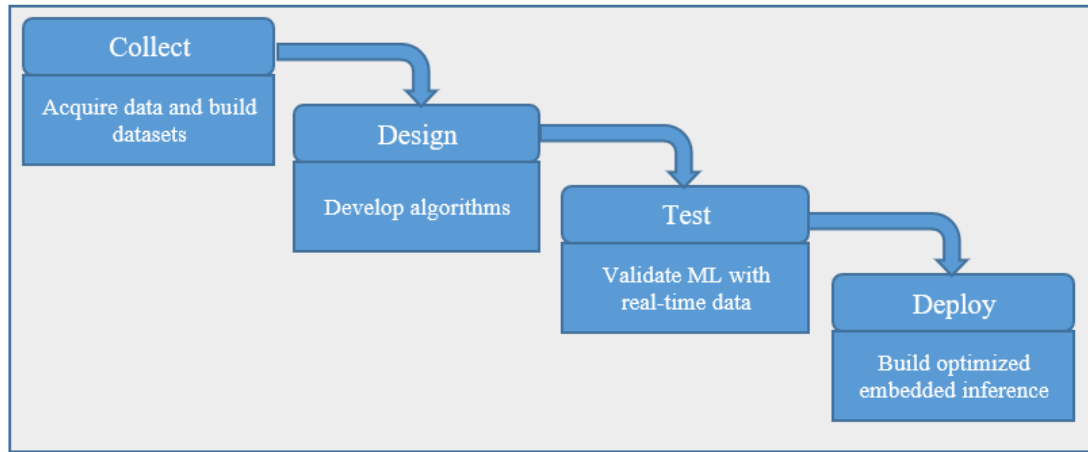 Collect
Acquire data and build
datasets
Design
Develop algorithms
Test
Validate ML with
real-time data
Deploy
Build optimized
embedded inference